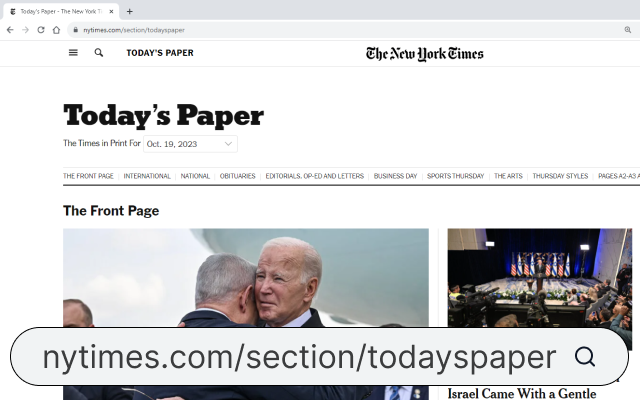 Today's Paper - The New York Ti
nytimes.com/section/todayspaper
TODAY'S PAPER
The New York Times
Today's Paper
The Times in Print For Oct. 19, 2023
THE FRONT PAGE INTERNATIONAL NATIONAL OBITUARIES EDITORIALS, OP-ED AND LETTERS BUSINESS DAY SPORTS THURSDAY THE ARTS THURSDAY STYLES PAGES A2-A3 A
The Front Page
nytimes.com/section/todayspaper
Israel Came With a Gentle